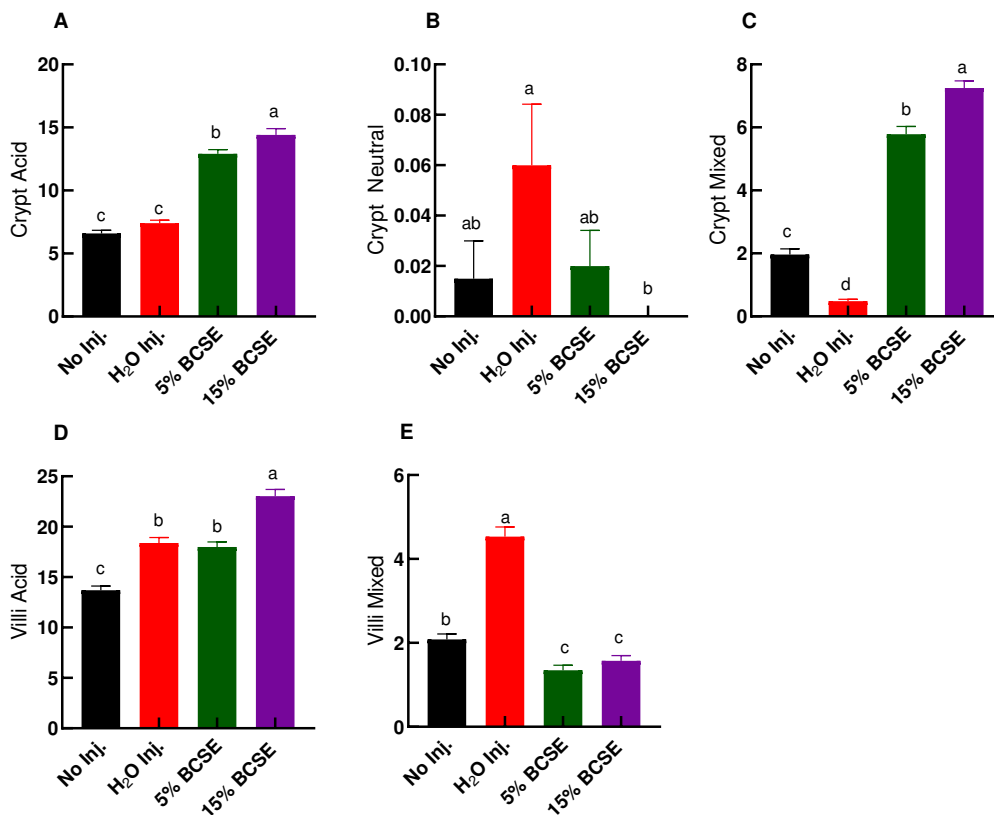 A
Crypt Acid
20
15
10
5
0
c
c
b
a
No Inj.
H₂O Inj.
5% BCSE
15% BCSE
B
Crypt Neutral
0.10
0.08
0.06
0.04
0.02
0.00
ab
a
ab
b
No Inj.
H₂O Inj.
5% BCSE
15% BCSE
C
Crypt Mixed
8
6
4
2
0
c
d
b
a
No Inj.
H₂O Inj.
5% BCSE
15% BCSE
D
Villi Acid
25
20
15
10
5
0
c
b
b
a
No Inj.
H₂O Inj.
5% BCSE
15% BCSE
E
Villi Mixed
6
4
2
0
b
a
c
c
No Inj.
H₂O Inj.
5% BCSE
15% BCSE